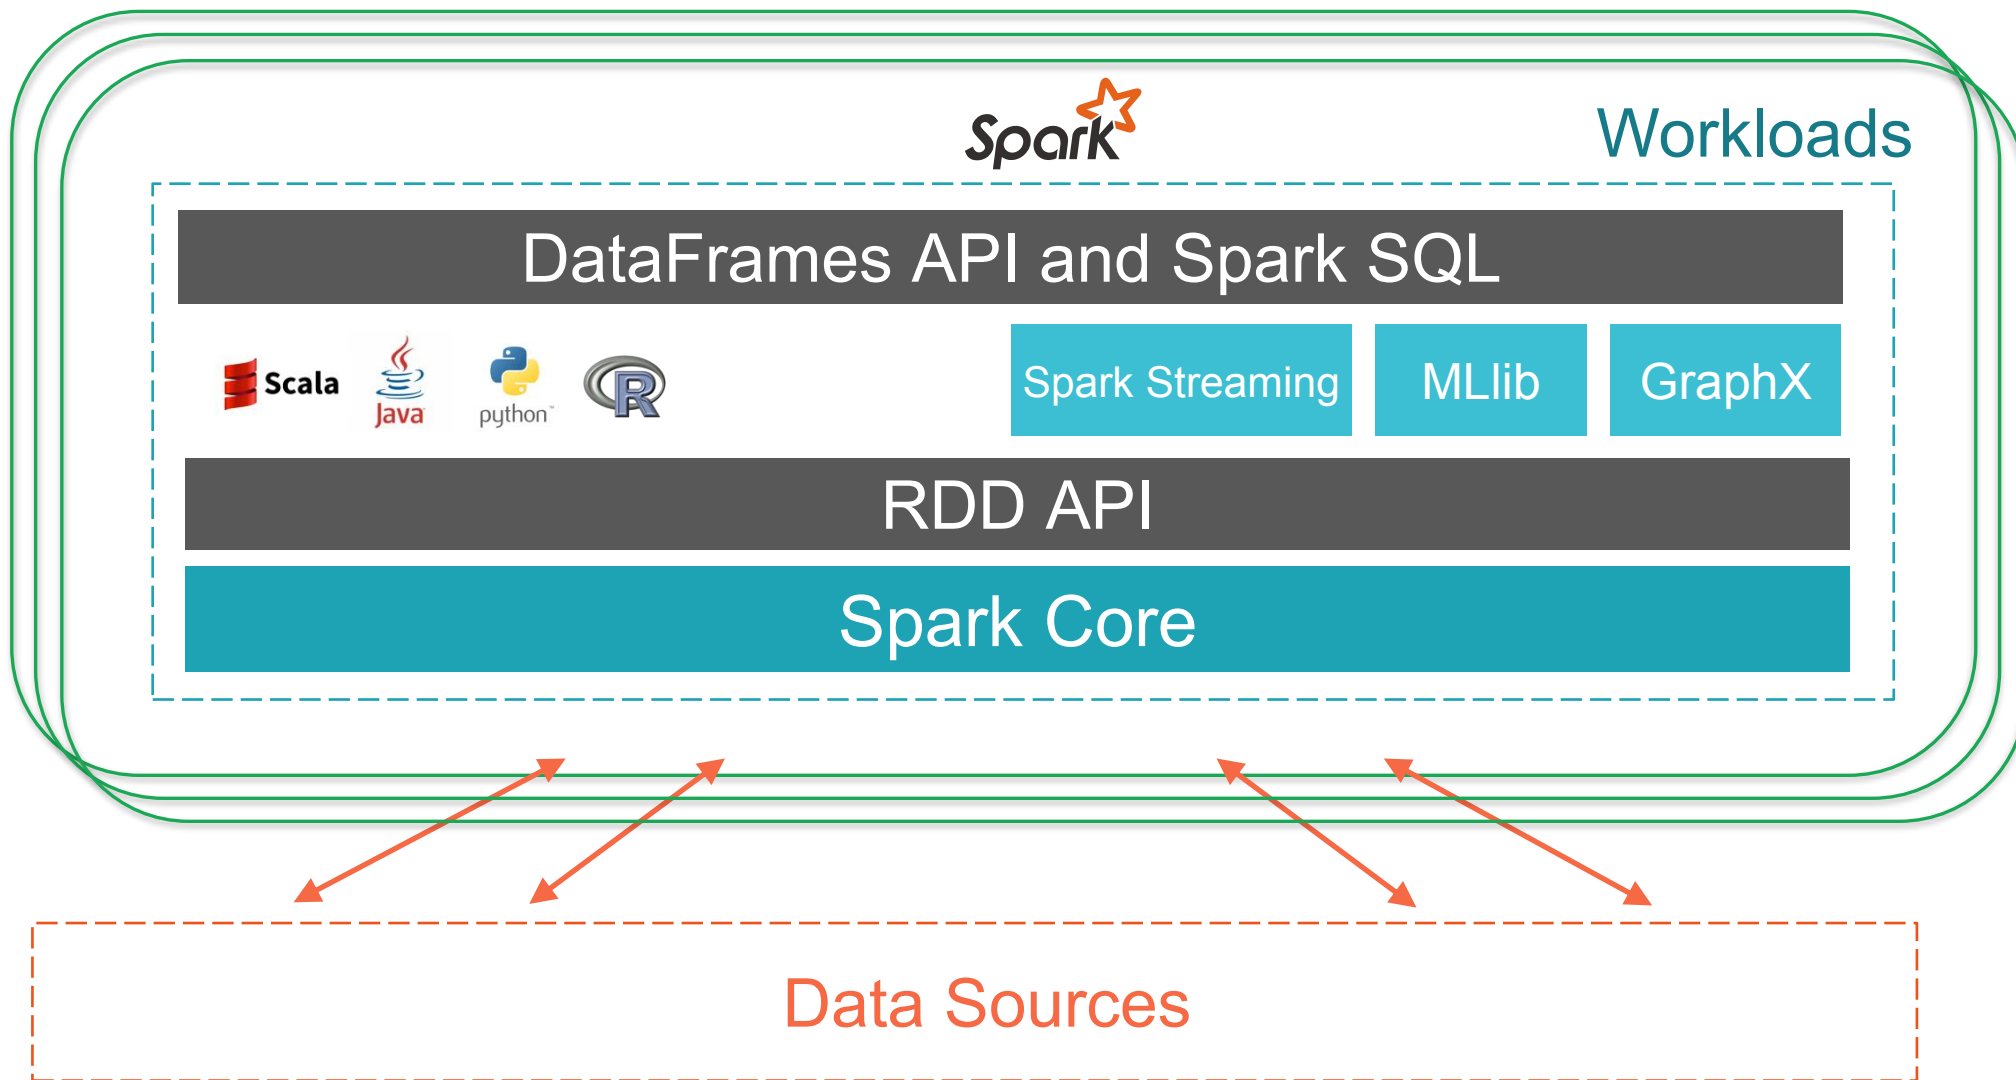 Spark
Workloads
DataFrames API and Spark SQL
Scala
Java
python™
R
Spark Streaming
MLlib
GraphX
RDD API
Spark Core
Data Sources